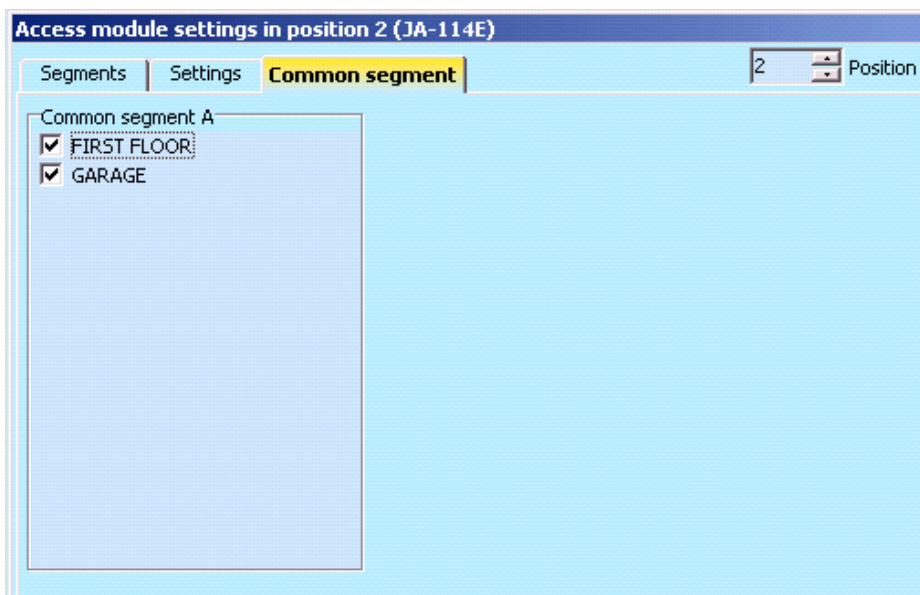 Access module settings in position 2 (JA-114E)
Segments Settings Common segment 2 Position
Common segment A
FIRST FLOOR
GARAGE